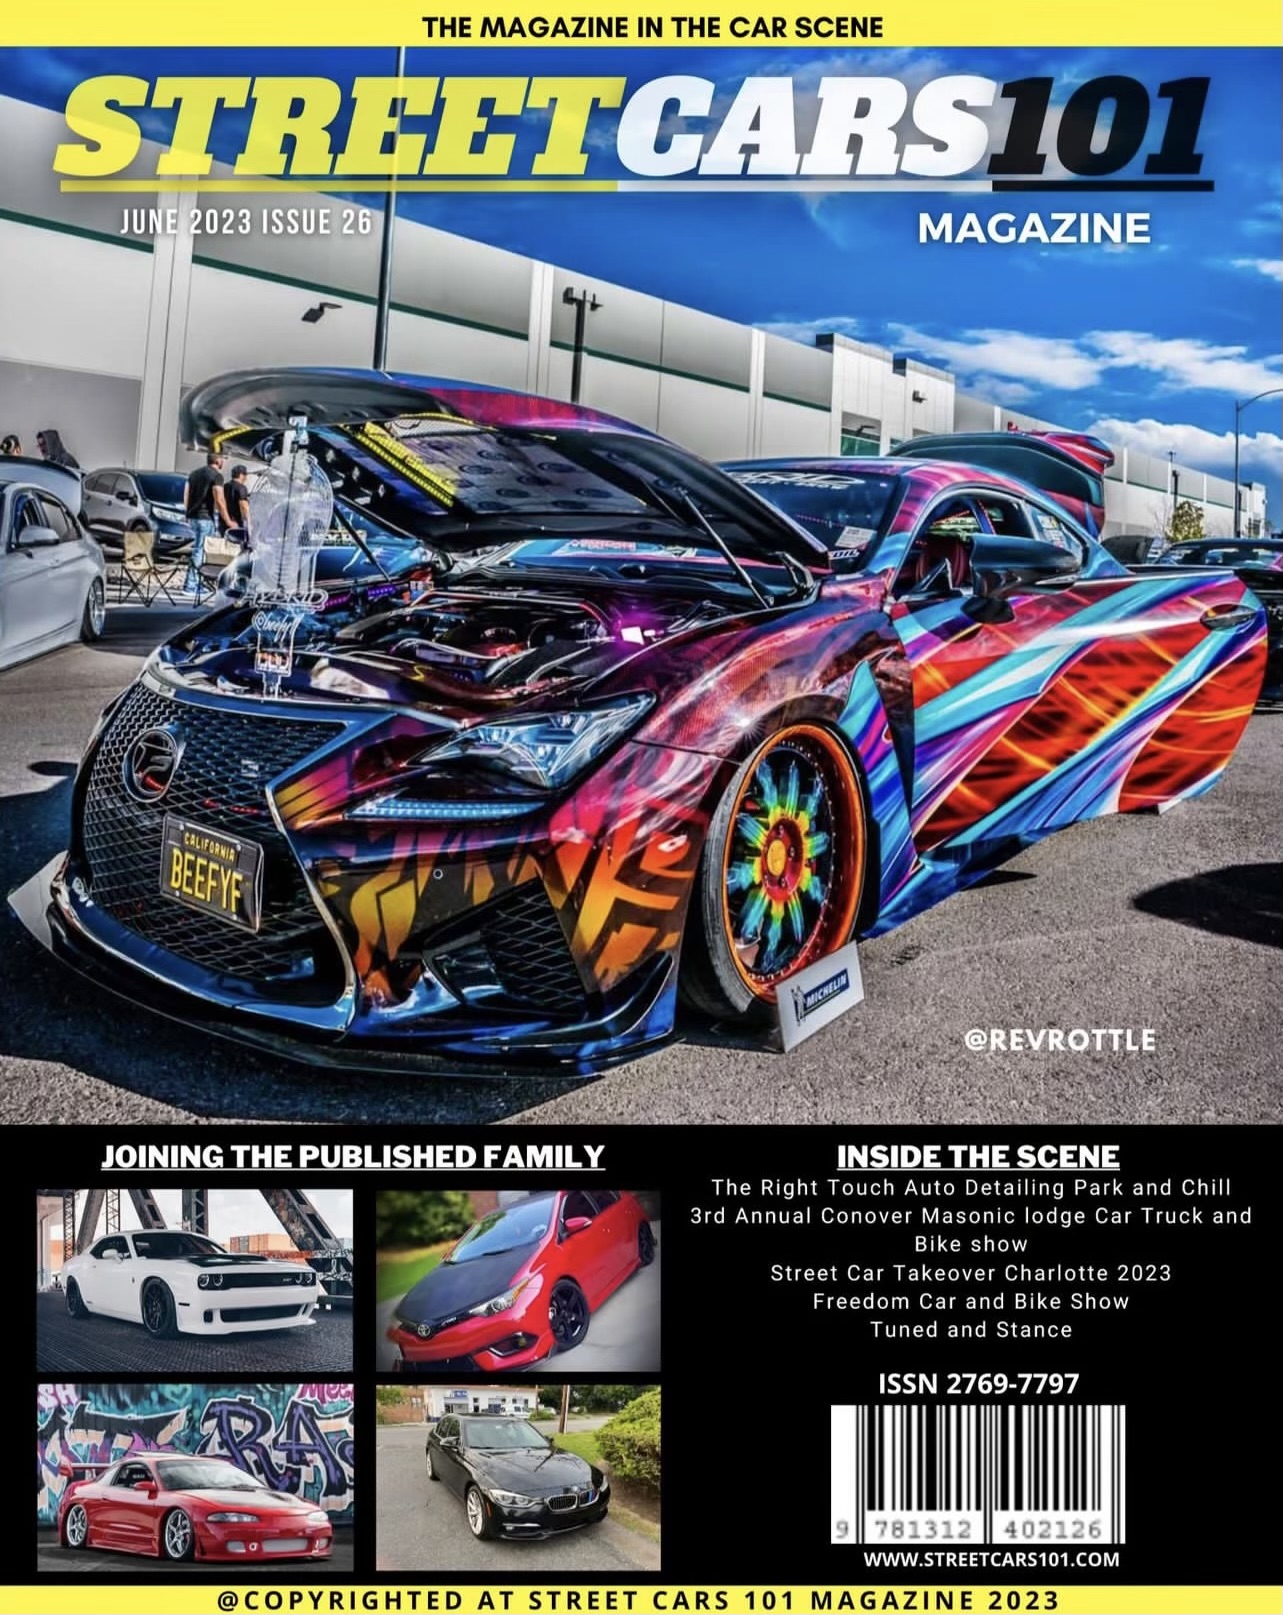 THE MAGAZINE IN THE CAR SCENE
STREETCARS101
JUNE 2023 ISSUE 26
MAGAZINE
HYBRID
CALIFORNIA
BEEFYF
MICHELIN
@REVROTTLE
JOINING THE PUBLISHED FAMILY
INSIDE THE SCENE
The Right Touch Auto Detailing Park and Chill
3rd Annual Conover Masonic lodge Car Truck and
Bike show
Street Car Takeover Charlotte 2023
Freedom Car and Bike Show
Tuned and Stance
ISSN 2769-7797
9 781312 402126
WWW.STREETCARS101.COM
@COPYRIGHTED AT STREET CARS 101 MAGAZINE 2023